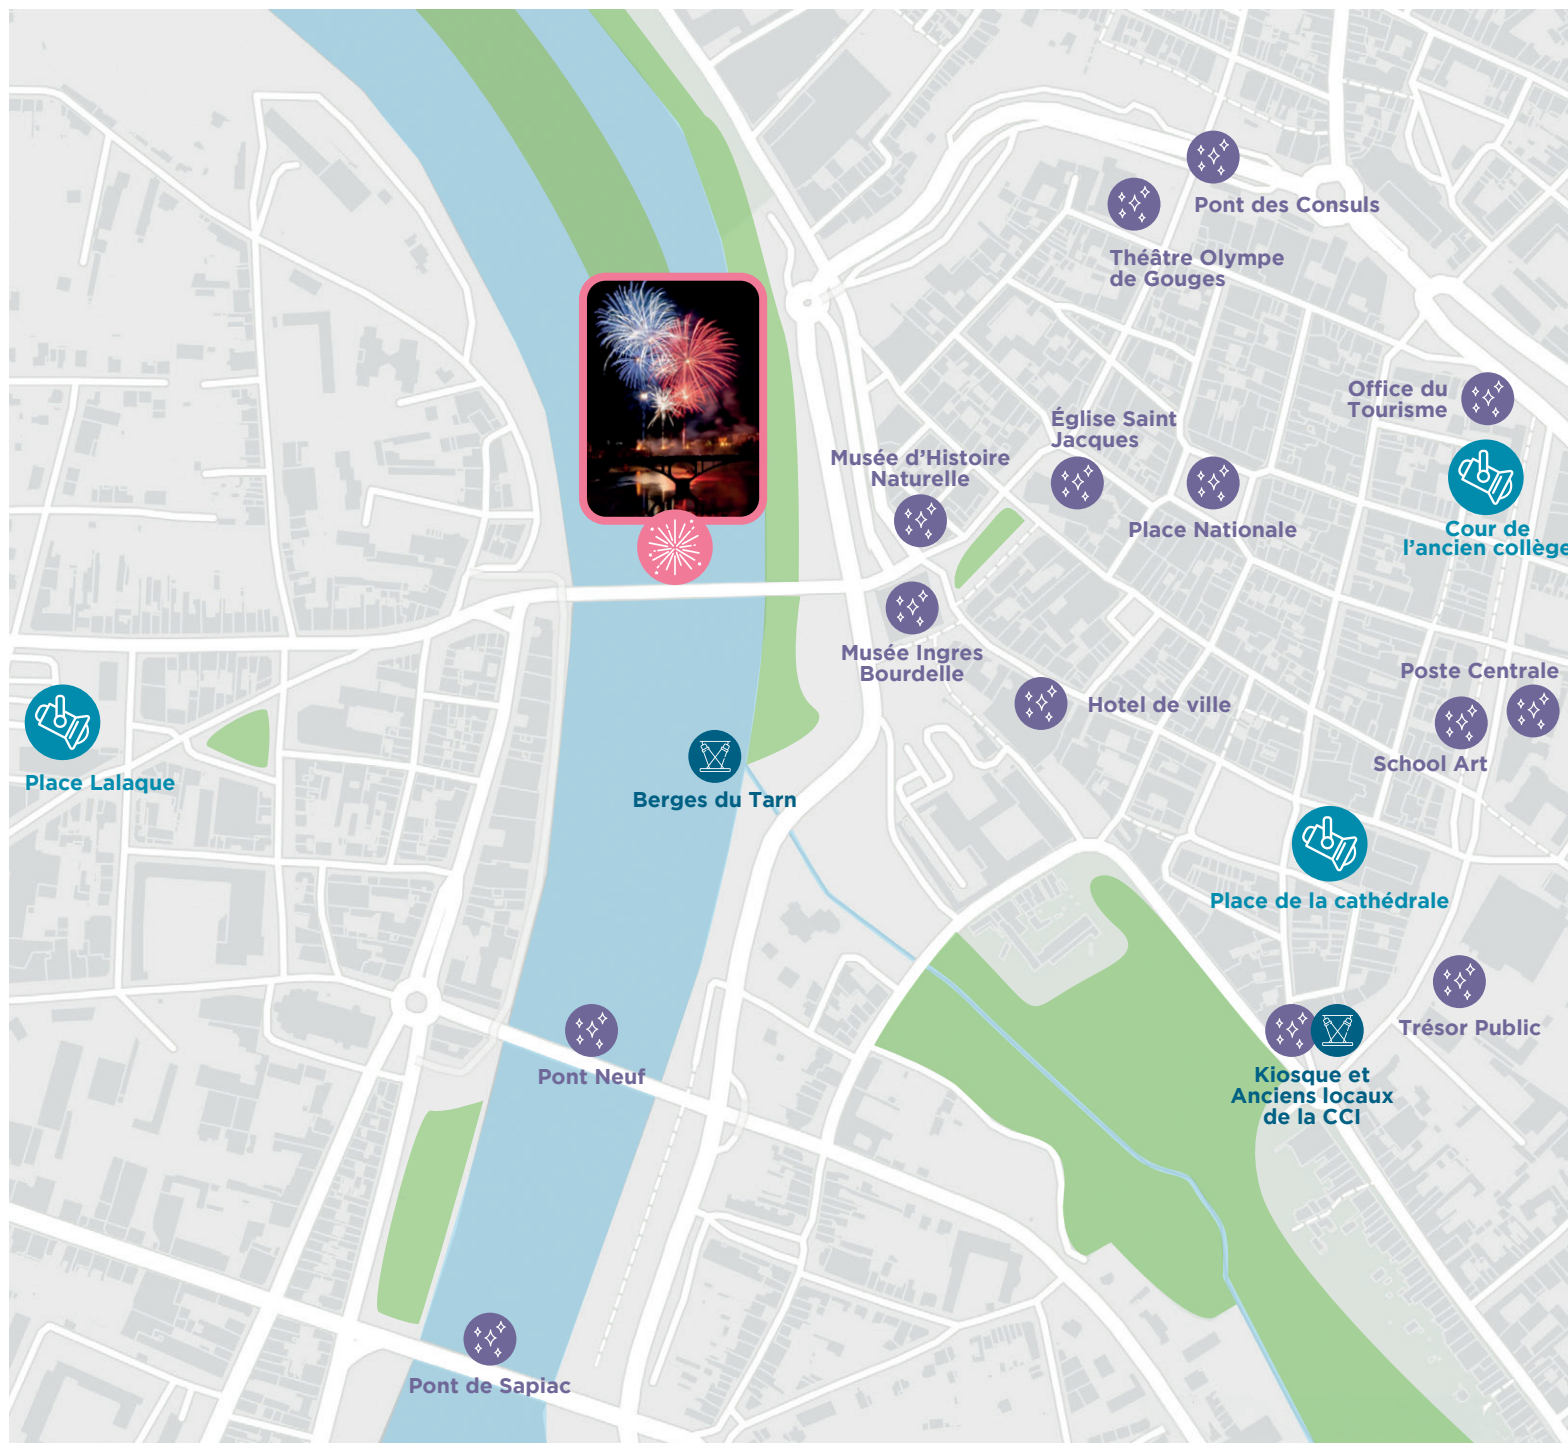 Pont des Consuls
Théâtre Olympe
de Gouges
Office du
Tourisme
Église Saint
Jacques
Musée d'Histoire
Naturelle
Place Nationale
Cour de
l'ancien collège
Musée Ingres
Bourdelle
Hotel de ville
Poste Centrale
School Art
Place Lalaque
Berges du Tarn
Place de la cathédrale
Trésor Public
Pont Neuf
Kiosque et
Anciens locaux
de la CCI
Pont de Sapiac